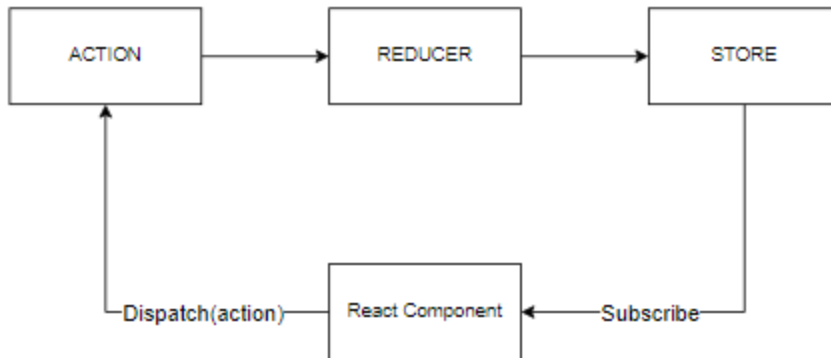 ACTION
REDUCER
STORE
Dispatch(action)
React Component
Subscribe